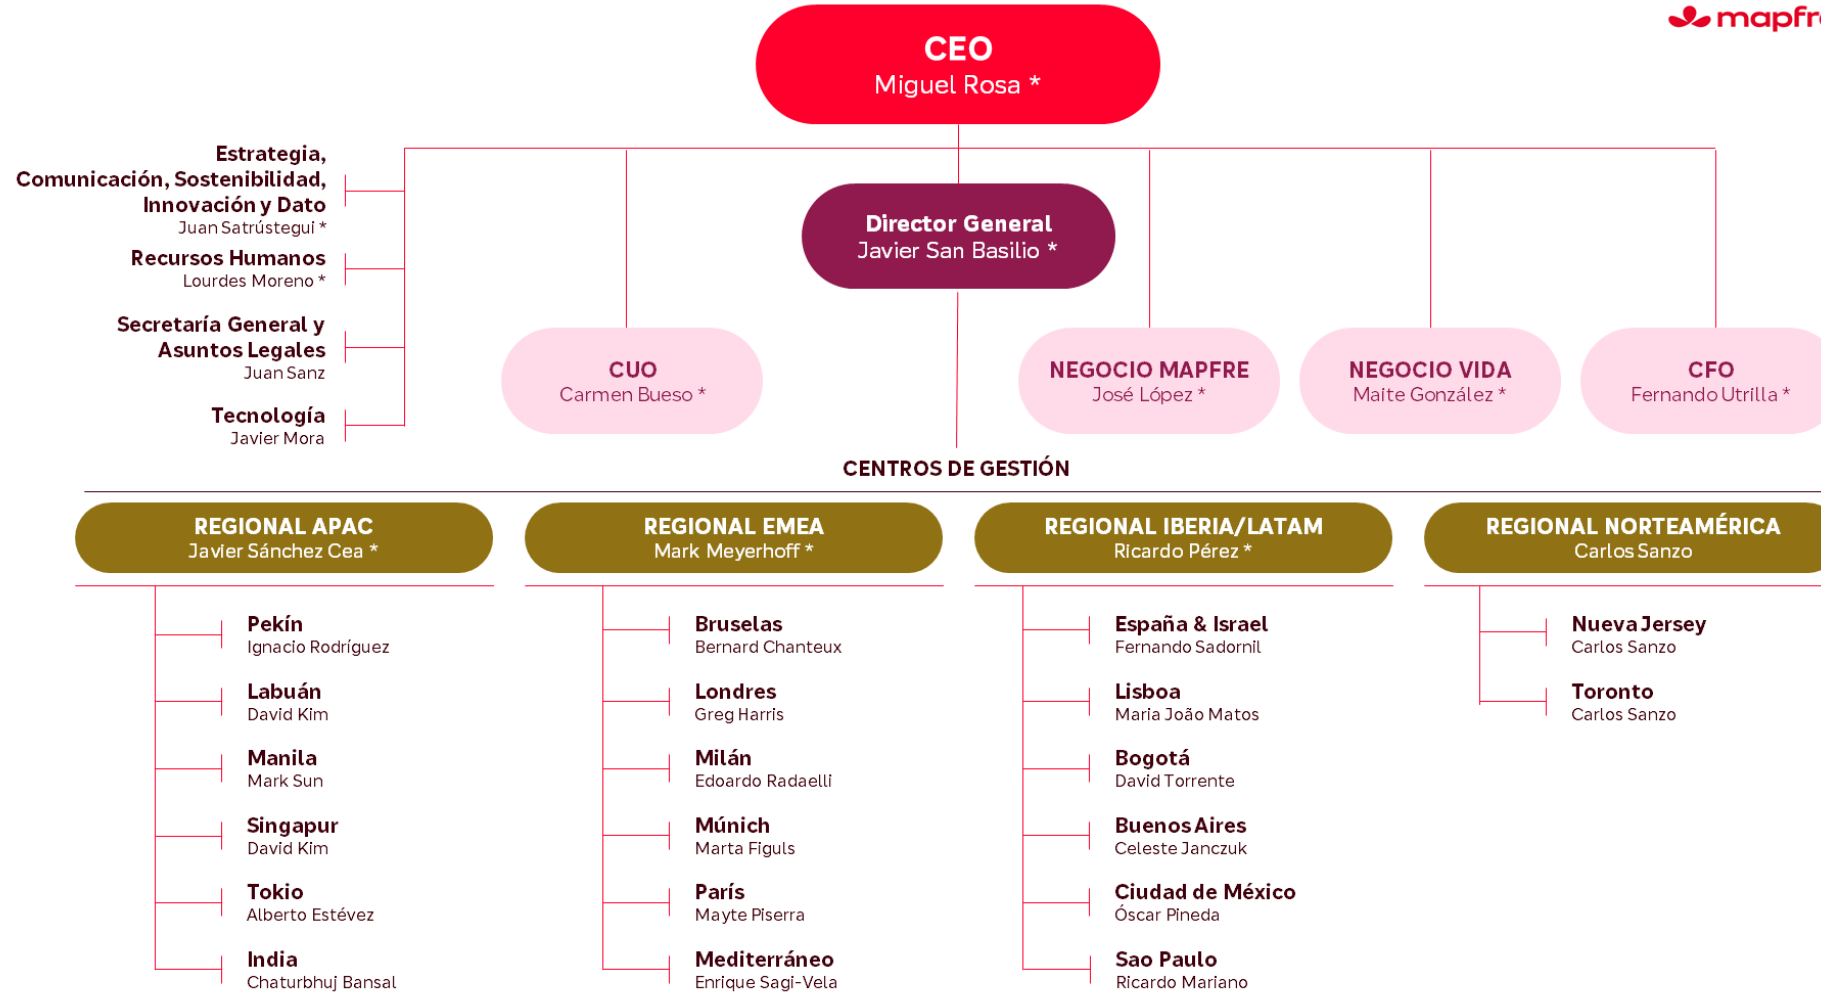 mapfre
CEO
Miguel Rosa *
Estrategia,
Comunicación, Sostenibilidad,
Innovación y Dato
Juan Satrústegui *
Recursos Humanos
Lourdes Moreno *
Secretaría General y
Asuntos Legales
Juan Sanz
Tecnología
Javier Mora
Director General
Javier San Basilio *
CUO
Carmen Bueso *
NEGOCIO MAPFRE
José López *
NEGOCIO VIDA
Maite González *
CFO
Fernando Utrilla *
CENTROS DE GESTIÓN
REGIONAL APAC
Javier Sánchez Cea *
Pekín
Ignacio Rodríguez
Labuán
David Kim
Manila
Mark Sun
Singapur
David Kim
Tokio
Alberto Estévez
India
Chaturbhuj Bansal
REGIONAL EMEA
Mark Meyerhoff *
Bruselas
Bernard Chanteux
Londres
Greg Harris
Milán
Edoardo Radaelli
Múnich
Marta Figuls
París
Mayte Piserra
Mediterráneo
Enrique Sagi-Vela
REGIONAL IBERIA/LATAM
Ricardo Pérez *
España & Israel
Fernando Sadornil
Lisboa
Maria João Matos
Bogotá
David Torrente
Buenos Aires
Celeste Janczuk
Ciudad de México
Óscar Pineda
Sao Paulo
Ricardo Mariano
REGIONAL NORTEAMÉRICA
Carlos Sanzo
Nueva Jersey
Carlos Sanzo
Toronto
Carlos Sanzo